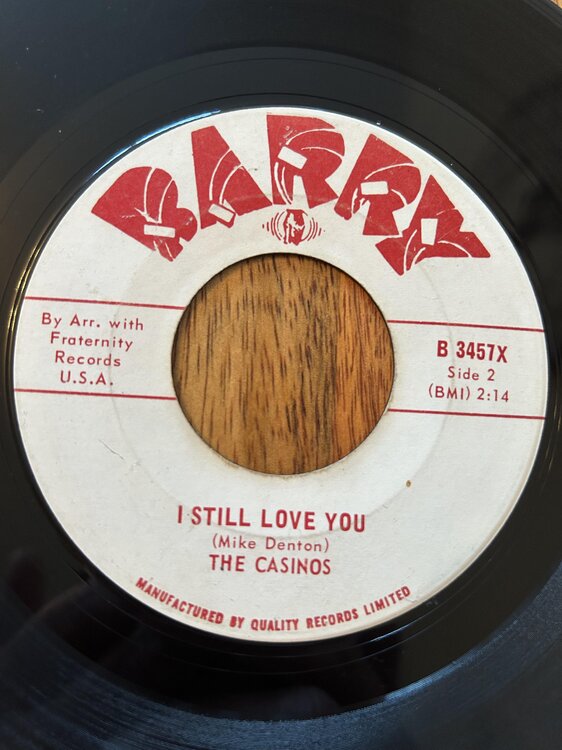 BARRY
By Arr. with
Fraternity
Records
U.S.A.
B 3457X
Side 2
(BMI) 2:14
I STILL LOVE YOU
(Mike Denton)
THE CASINOS
MANUFACTURED BY QUALITY RECORDS LIMITED